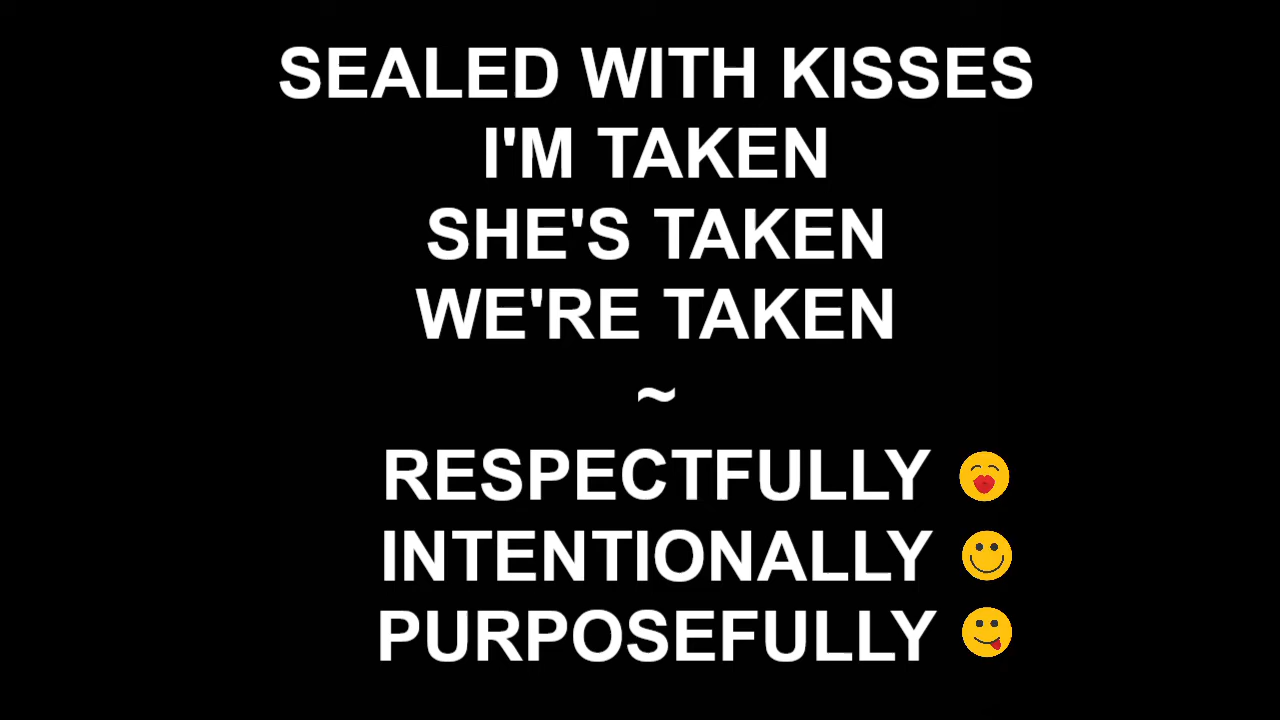 SEALED WITH KISSES
I'M TAKEN
SHE'S TAKEN
WE'RE TAKEN
~
RESPECTFULLY
INTENTIONALLY
PURPOSEFULLY